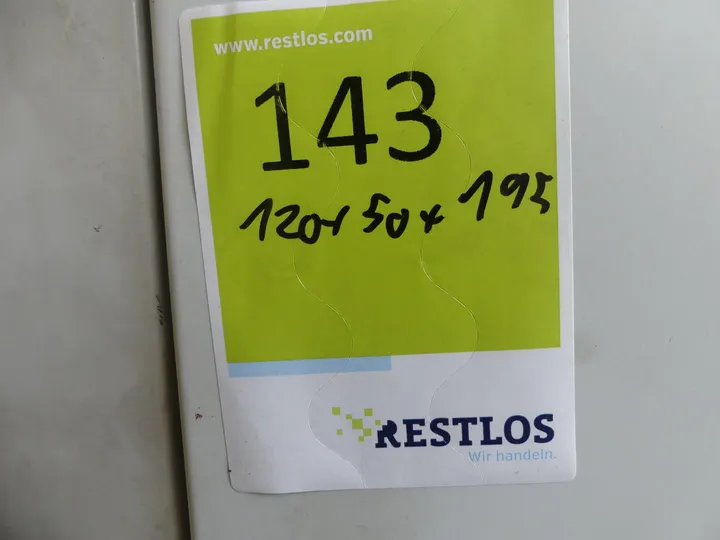 www.restlos.com
143
120x50x195
RESTLOS
Wir handeln.